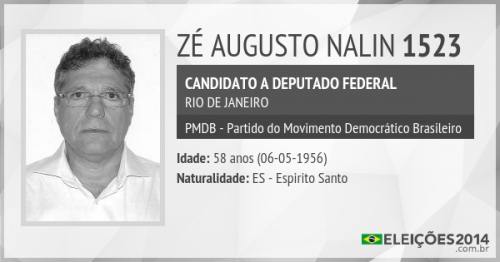 ZÉ AUGUSTO NALIN 1523
CANDIDATO A DEPUTADO FEDERAL
RIO DE JANEIRO
PMDB - Partido do Movimento Democrático Brasileiro
Idade: 58 anos (06-05-1956)
Naturalidade: ES - Espirito Santo
ELEIÇÕES2014
.com.br